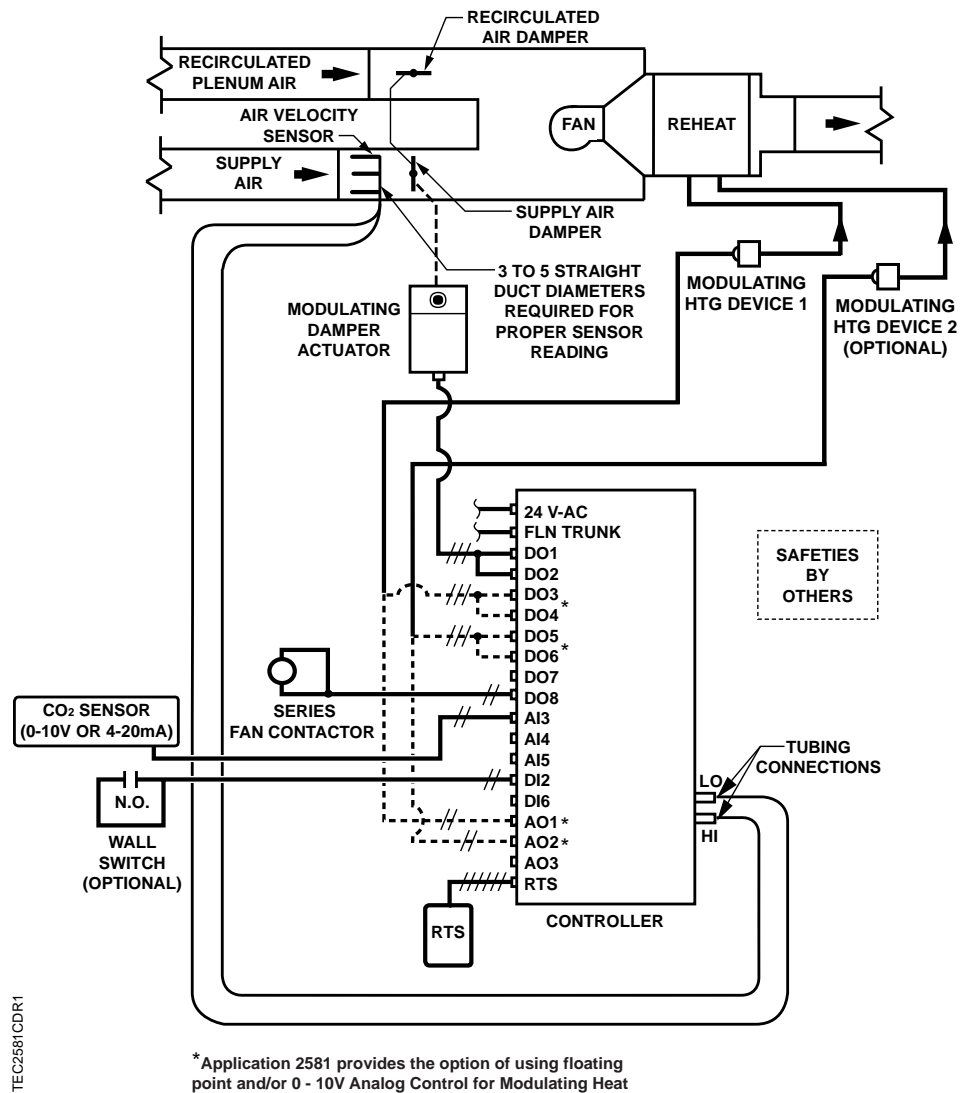 RECIRCULATED
AIR DAMPER
RECIRCULATED
PLENUM AIR
AIR VELOCITY
SENSOR
SUPPLY
AIR
FAN
REHEAT
SUPPLY AIR
DAMPER
3 TO 5 STRAIGHT
DUCT DIAMETERS
REQUIRED FOR
PROPER SENSOR
READING
MODULATING
DAMPER
ACTUATOR
MODULATING
HTG DEVICE 1
MODULATING
HTG DEVICE 2
(OPTIONAL)
24 V-AC
FLN TRUNK
DO1
DO2
DO3
DO4*
DO5
DO6*
DO7
DO8
AI3
AI4
AI5
DI2
DI6
AO1*
AO2*
AO3
RTS
CONTROLLER
SAFETIES
BY
OTHERS
SERIES
FAN CONTACTOR
CO2 SENSOR
(0-10V OR 4-20mA)
N.O.
WALL
SWITCH
(OPTIONAL)
RTS
TUBING
CONNECTIONS
LO
HI
TEC2581CDR1
*Application 2581 provides the option of using floating
point and/or 0 - 10V Analog Control for Modulating Heat